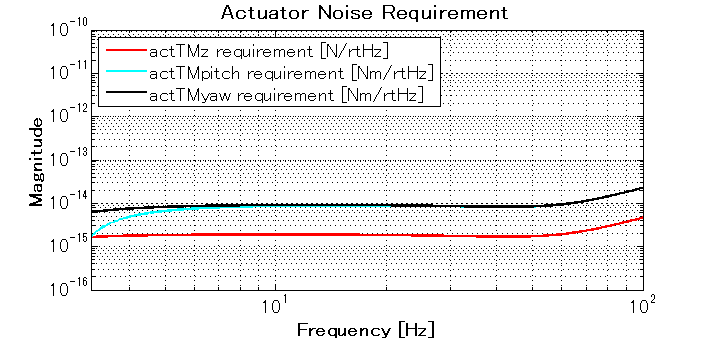 Actuator Noise Requirement
10^-10
actTMz requirement [N/rtHz]
actTMpitch requirement [Nm/rtHz]
actTMyaw requirement [Nm/rtHz]
10^-11
10^-12
10^-13
10^-14
10^-15
10^-16
Magnitude
10^1
10^2
Frequency [Hz]